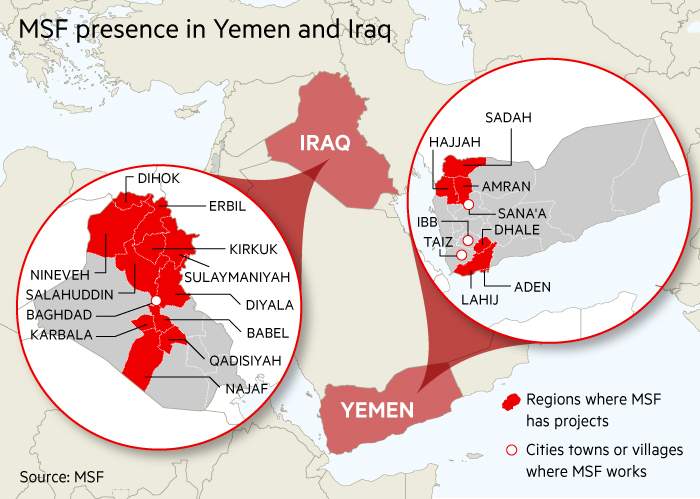 MSF presence in Yemen and Iraq
IRAQ
SADAH
HAJJAH
AMRAN
SANA'A
IBB
DHALE
TAIZ
ADEN
LAHIJ
DIHOK
ERBIL
KIRKUK
NINEVEH
SULAYMANIYAH
SALAHUDDIN
DIYALA
BAGHDAD
KARBALA
BABEL
QADISIYAH
NAJAF
YEMEN
Regions where MSF
has projects
Cities towns or villages
where MSF works
Source: MSF